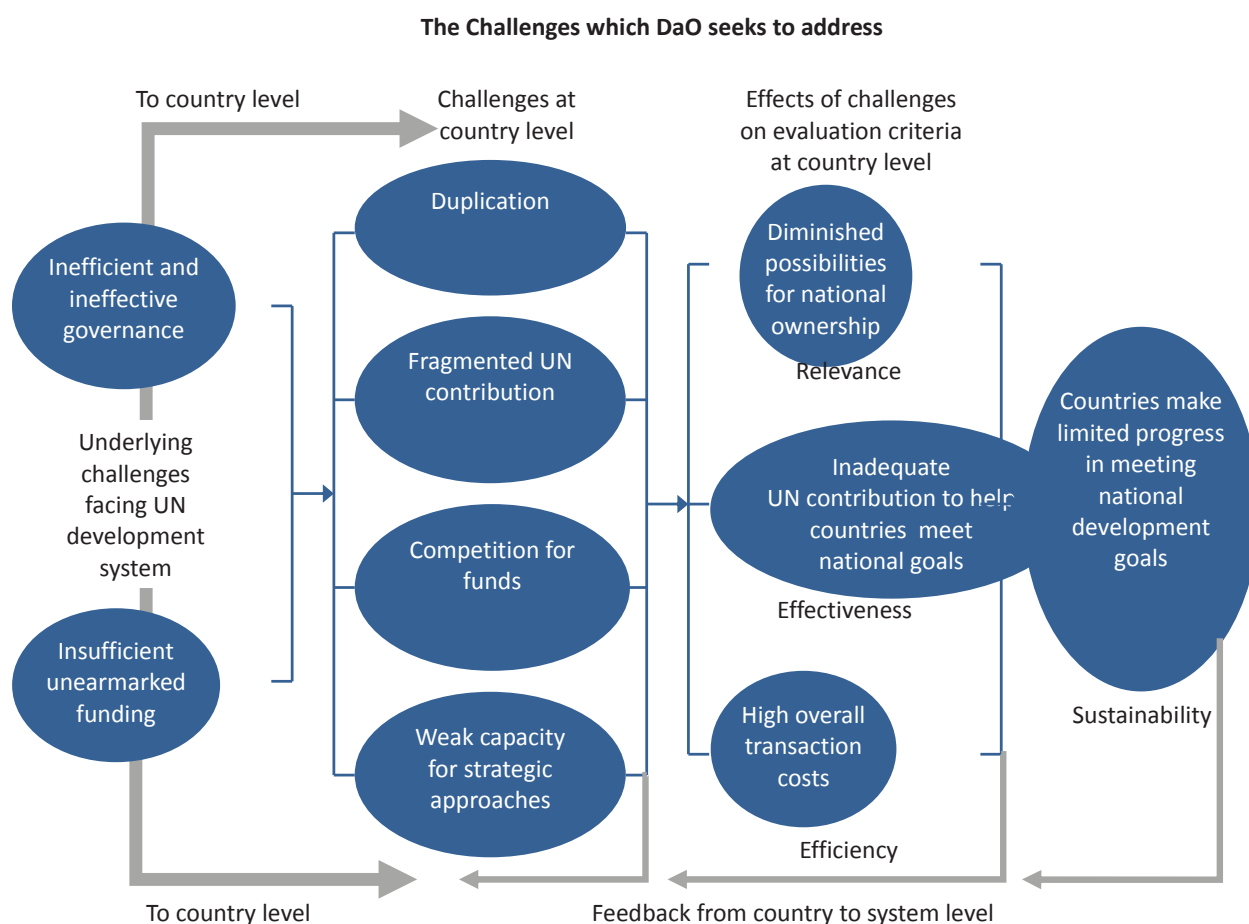 The Challenges which DaO seeks to address
To country level
Challenges at
country level
Effects of challenges
on evaluation criteria
at country level
Inefficient and
ineffective
governance
Underlying
challenges
facing UN
development
system
Insufficient
unearmarked
funding
Duplication
Fragmented UN
contribution
Competition for
funds
Weak capacity
for strategic
approaches
Diminished
possibilities
for national
ownership
Relevance
Inadequate
UN contribution to help
countries meet
national goals
Effectiveness
High overall
transaction
costs
Efficiency
Countries make
limited progress
in meeting
national
development
goals
Sustainability
To country level
Feedback from country to system level